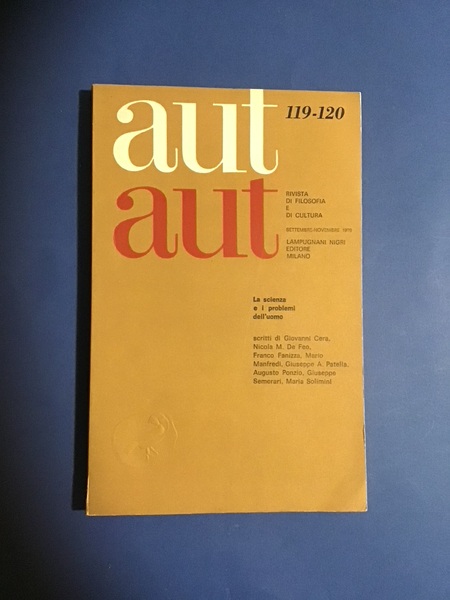 aut
119-120
aut
RIVISTA
DI FILOSOFIA
E
DI CULTURA
SETTEMBRE-NOVEMBRE 1970
LAMPUGNANI NIGRI
EDITORE
MILANO
La scienza
e i problemi
dell'uomo
scritti di Giovanni Cera,
Nicola M. De Feo,
Franco Fanizza, Mario
Manfredi, Giuseppe A. Patella,
Augusto Ponzio, Giuseppe
Semerari, Maria Solimini